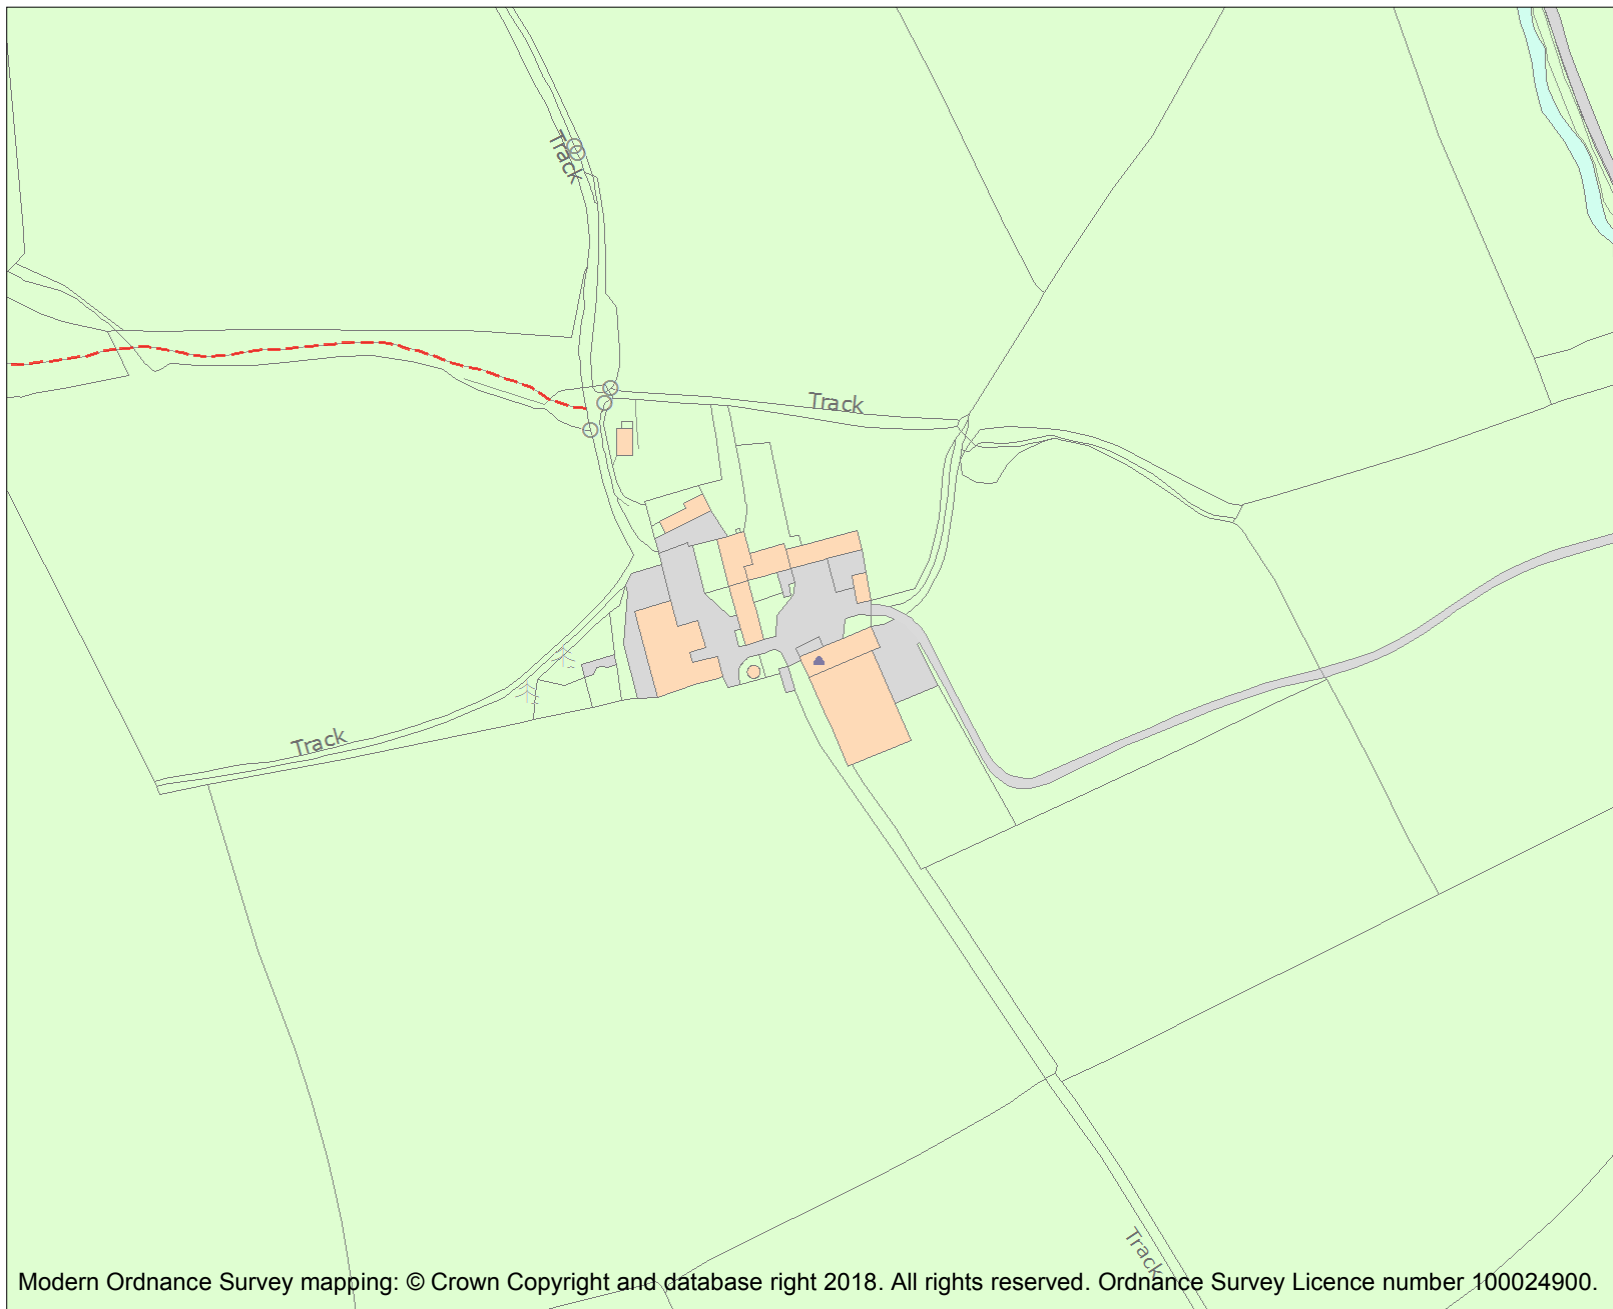 Track
Track
Track
Track
Modern Ordnance Survey mapping: © Crown Copyright and database right 2018. All rights reserved. Ordnance Survey Licence number 100024900.